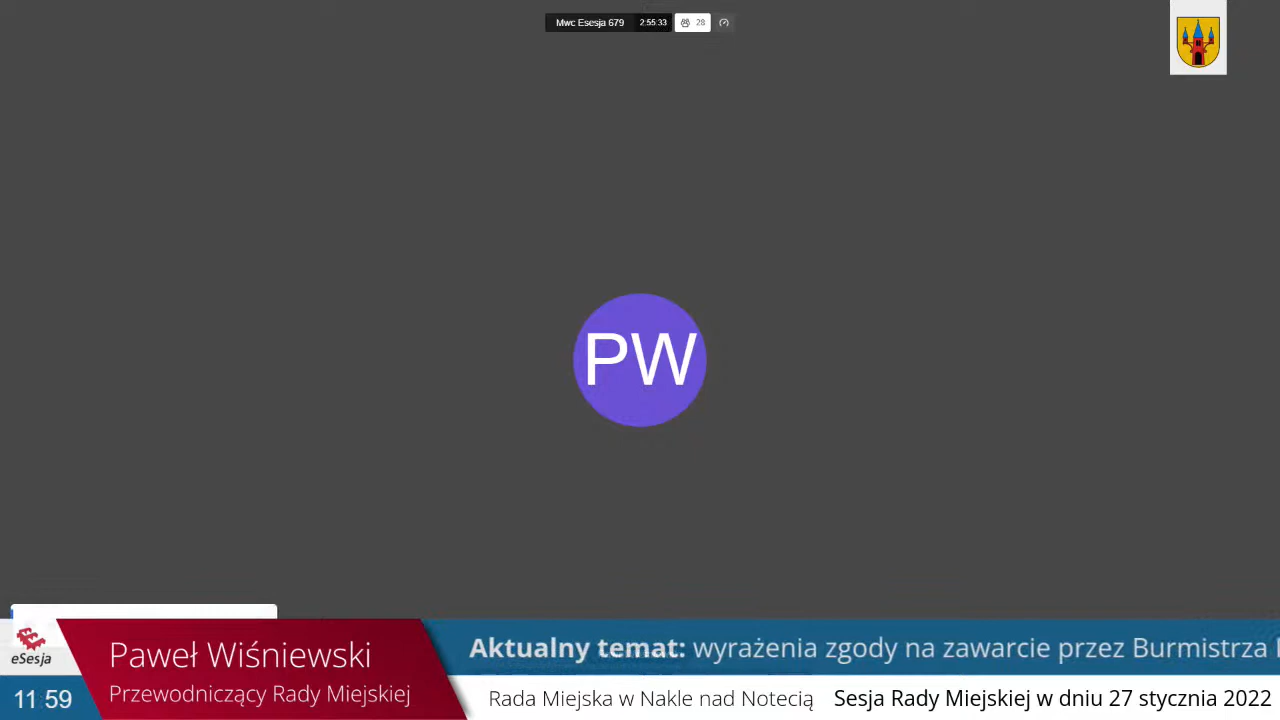 Mwc Esesja 679 2:55:33 28
PW
eSesja
Paweł Wiśniewski
Przewodniczący Rady Miejskiej
Aktualny temat: wyrażenia zgody na zawarcie przez Burmistrza
11:59
Rada Miejska w Nakle nad Notecią Sesja Rady Miejskiej w dniu 27 stycznia 2022